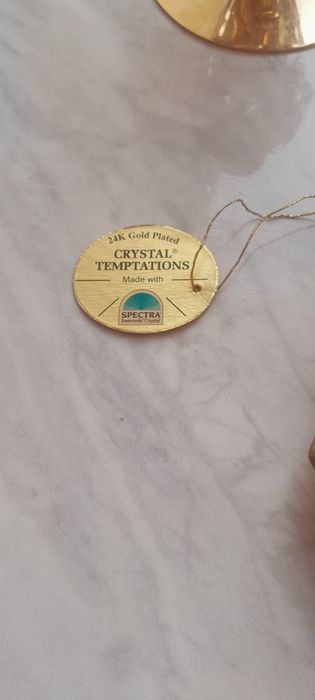 24K Gold Plated
CRYSTAL®
TEMPTATIONS
Made with
SPECTRA
Swarovski Crystal